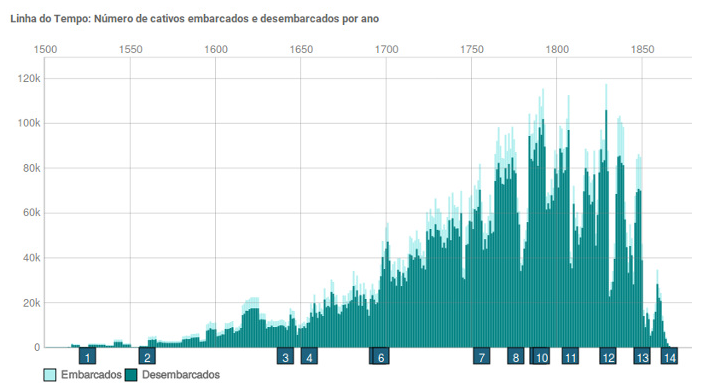 Linha do Tempo: Número de cativos embarcados e desembarcados por ano
1500 1550 1600 1650 1700 1750 1800 1850
120k
100k
80k
60k
40k
20k
0
1 2 3 4 6 7 8 10 11 12 13 14
Embarcados Desembarcados